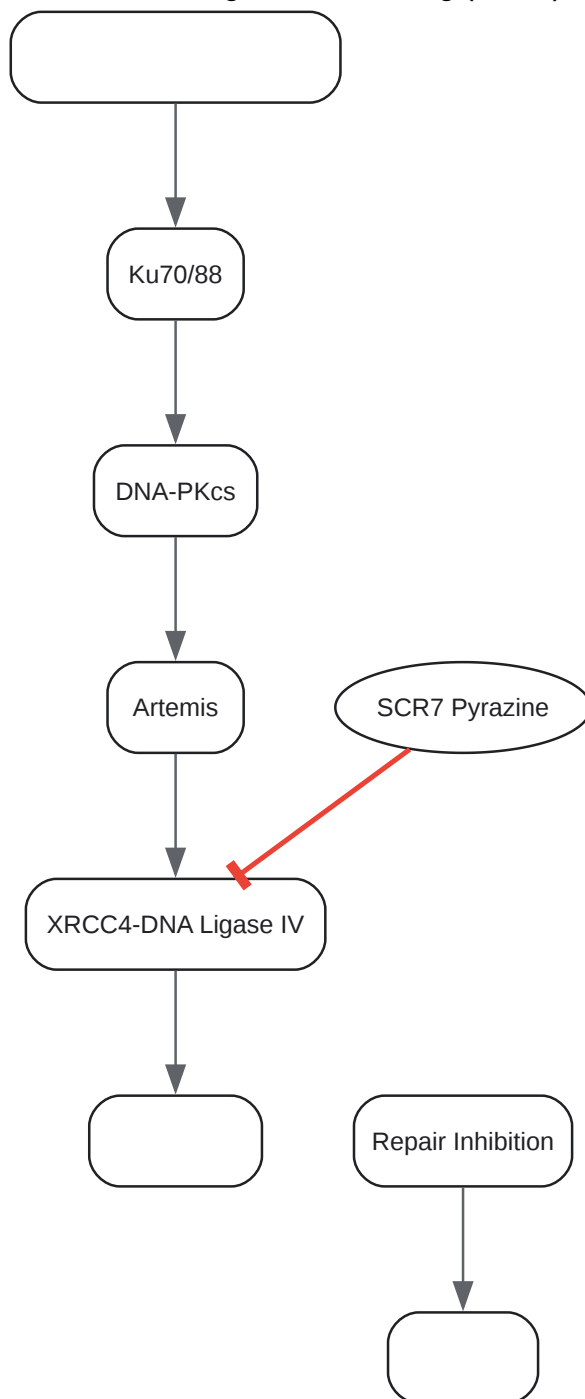 Ku70/88
DNA-PKcs
Artemis
SCR7 Pyrazine
XRCC4-DNA Ligase IV
Repair Inhibition